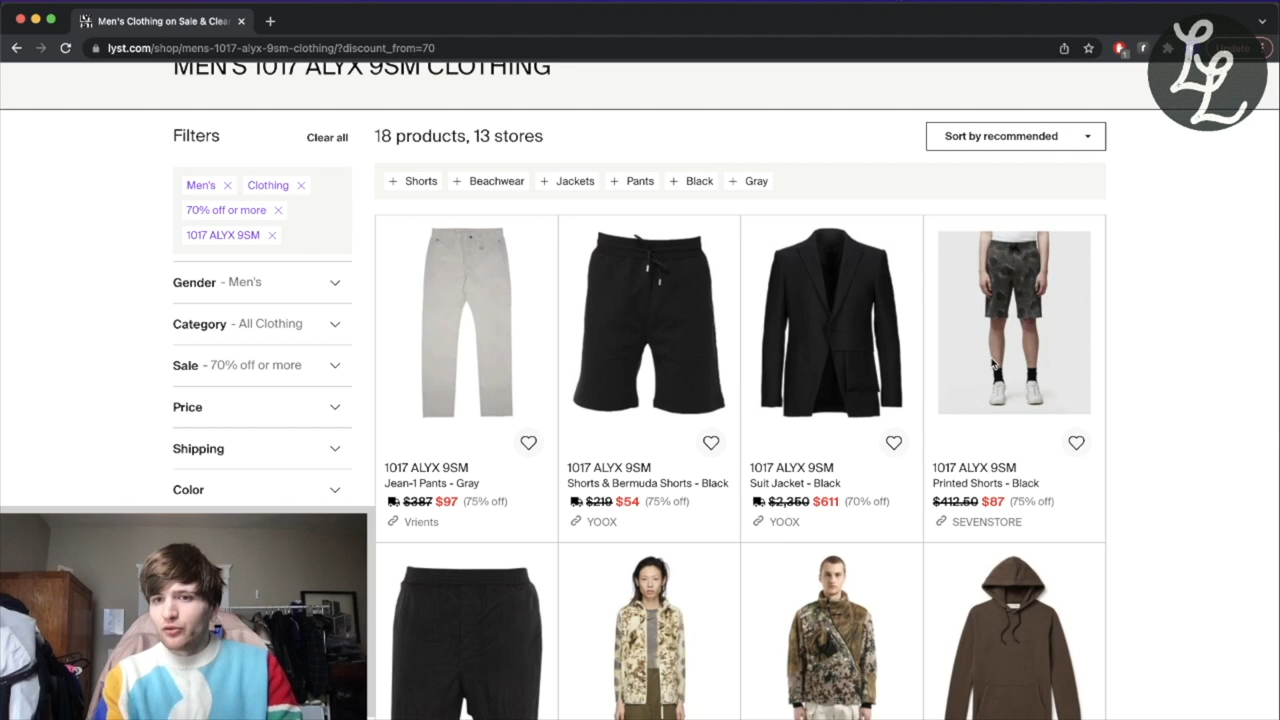 Men's Clothing on Sale & Clea
lyst.com/shop/mens-1017-alyx-9sm-clothing/?discount_from=70
Update
LL
MEN'S 1017 ALYX 9SM CLOTHING
Filters
Clear all
18 products, 13 stores
Sort by recommended
Men's
Clothing
70% off or more
1017 ALYX 9SM
+ Shorts + Beachwear + Jackets + Pants + Black + Gray
Gender - Men's
Category - All Clothing
Sale - 70% off or more
Price
Shipping
Color
1017 ALYX 9SM
Jean-1 Pants - Gray
$387 $97 (75% off)
Vrients
1017 ALYX 9SM
Shorts & Bermuda Shorts - Black
$219 $54 (75% off)
YOOX
1017 ALYX 9SM
Suit Jacket - Black
$2,350 $611 (70% off)
YOOX
1017 ALYX 9SM
Printed Shorts - Black
$412.50 $87 (75% off)
SEVENSTORE